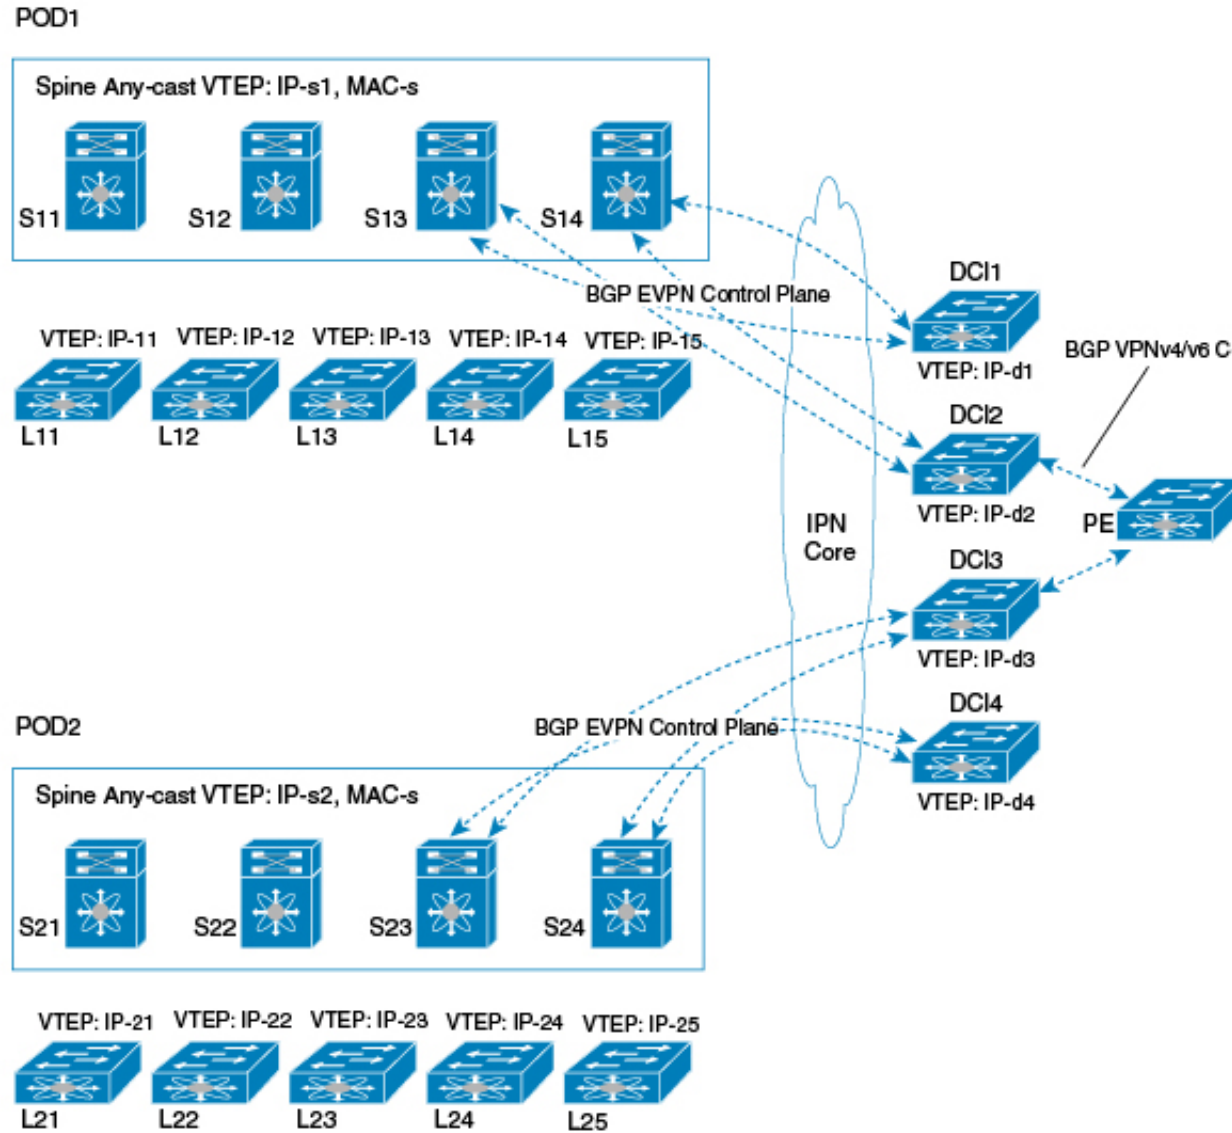 POD1
Spine Any-cast VTEP: IP-s1, MAC-s
S11
S12
S13
S14
BGP EVPN Control Plane
DCI1
VTEP: IP-d1
BGP VPNv4/v6 C
VTEP: IP-11
VTEP: IP-12
VTEP: IP-13
VTEP: IP-14
VTEP: IP-15
L11
L12
L13
L14
L15
DCI2
VTEP: IP-d2
PE
IPN
Core
DCI3
VTEP: IP-d3
POD2
BGP EVPN Control Plane
DCI4
VTEP: IP-d4
Spine Any-cast VTEP: IP-s2, MAC-s
S21
S22
S23
S24
VTEP: IP-21
VTEP: IP-22
VTEP: IP-23
VTEP: IP-24
VTEP: IP-25
L21
L22
L23
L24
L25